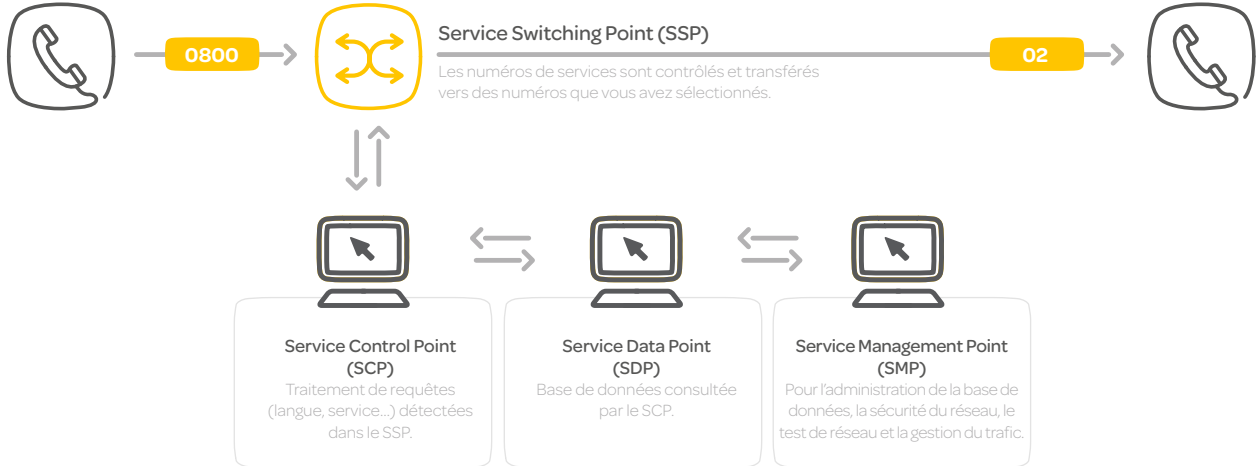 0800
Service Switching Point (SSP)
Les numéros de services sont contrôlés et transférés
vers des numéros que vous avez sélectionnés.
02
Service Control Point
(SCP)
Traitement de requêtes
(langue, service...) détectées
dans le SSP.
Service Data Point
(SDP)
Base de données consultée
par le SCP.
Service Management Point
(SMP)
Pour l'administration de la base de
données, la sécurité du réseau, le
test de réseau et la gestion du trafic.